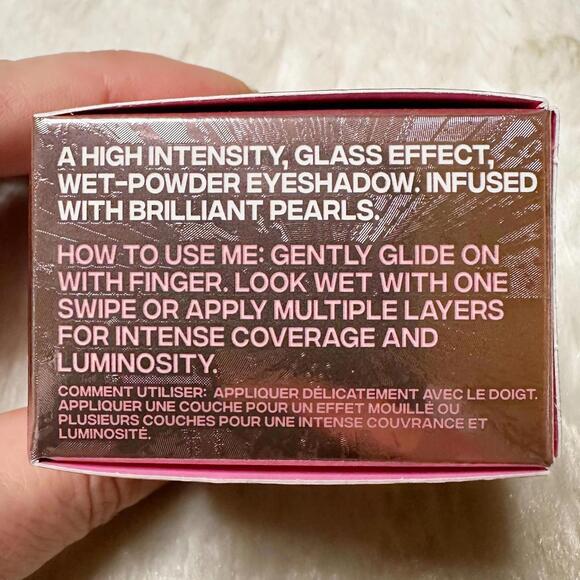 A HIGH INTENSITY, GLASS EFFECT,
WET-POWDER EYESHADOW. INFUSED
WITH BRILLIANT PEARLS.
HOW TO USE ME: GENTLY GLIDE ON
WITH FINGER. LOOK WET WITH ONE
SWIPE OR APPLY MULTIPLE LAYERS
FOR INTENSE COVERAGE AND
LUMINOSITY.
COMMENT UTILISER: APPLIQUER DÉLICATEMENT AVEC LE DOIGT.
APPLIQUER UNE COUCHE POUR UN EFFET MOUILLÉ OU
PLUSIEURS COUCHES POUR UNE INTENSE COUVRANCE ET
LUMINOSITÉ.